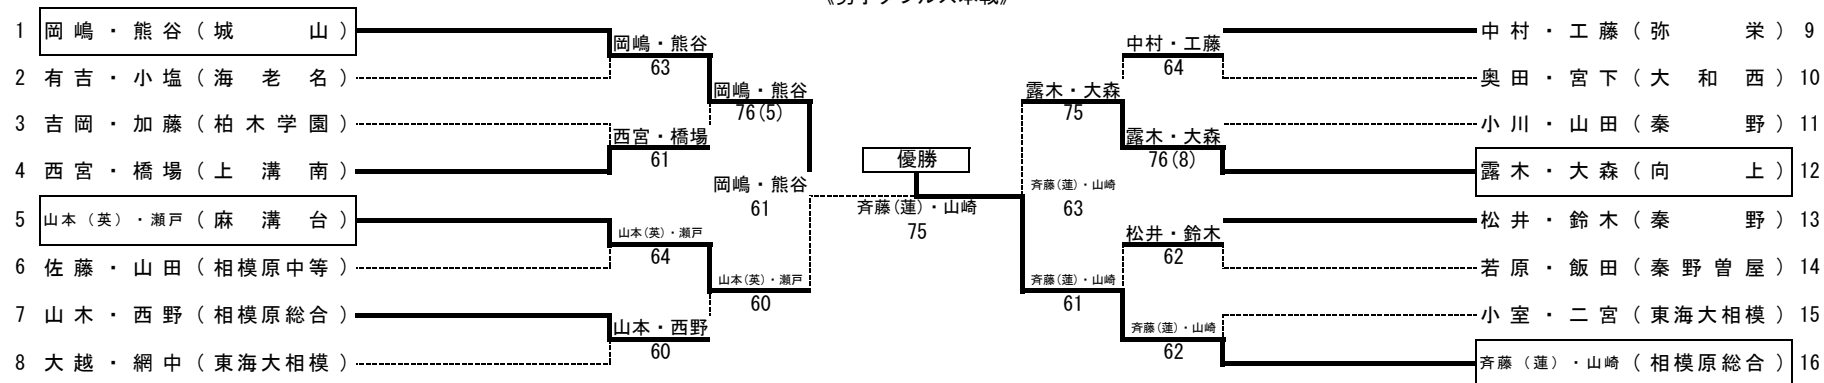 1 岡嶋・熊谷（城山）
2 有吉・小塩（海老名）
3 吉岡・加藤（柏木学園）
4 西宮・橋場（上溝南）
5 山本（英）・瀬戸（麻溝台）
6 佐藤・山田（相模原中等）
7 山木・西野（相模原総合）
8 大越・網中（東海大相模）
岡嶋・熊谷
63
西宮・橋場
61
山本(英)・瀬戸
64
山本・西野
60
岡嶋・熊谷
76(5)
山本(英)・瀬戸
60
岡嶋・熊谷
61
優勝
斉藤(蓮)・山崎
75
斉藤(蓮)・山崎
63
露木・大森
75
斉藤(蓮)・山崎
61
中村・工藤
64
露木・大森
76(8)
松井・鈴木
62
斉藤(蓮)・山崎
62
中村・工藤（弥栄）9
奥田・宮下（大和西）10
小川・山田（秦野）11
露木・大森（向上）12
松井・鈴木（秦野）13
若原・飯田（秦野曽屋）14
小室・二宮（東海大相模）15
斉藤（蓮）・山崎（相模原総合）16